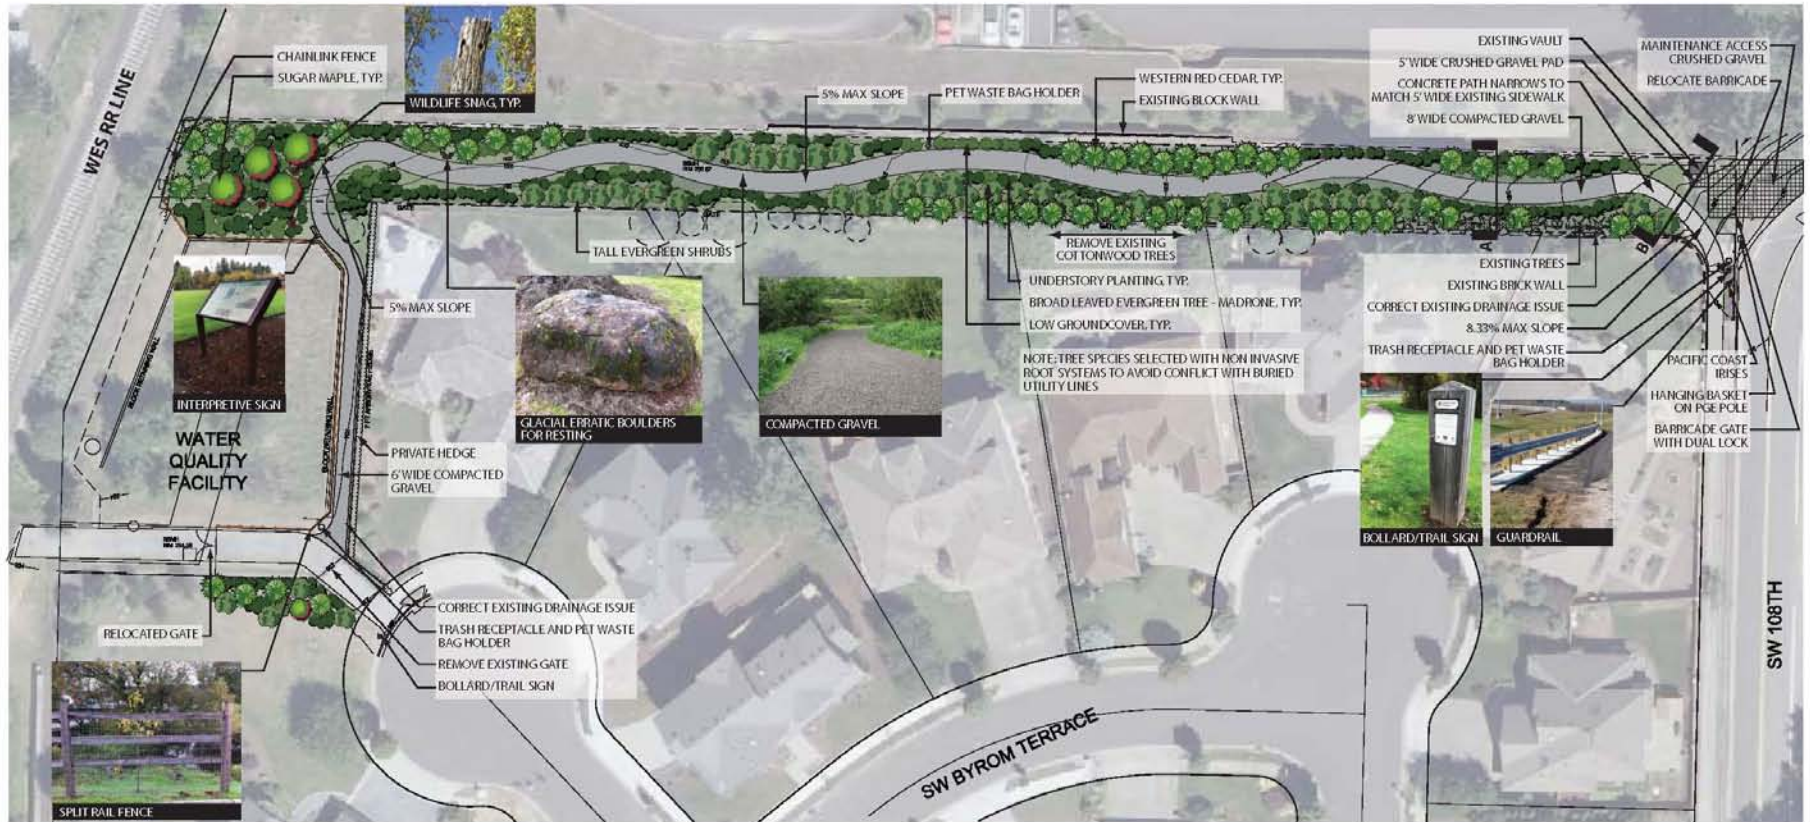 CHAINLINK FENCE
SUGAR MAPLE, TYP.
WES RR LINE
WILDLIFE SNAG, TYP.
5% MAX SLOPE
PET WASTE BAG HOLDER
WESTERN RED CEDAR, TYP.
EXISTING BLOCK WALL
EXISTING VAULT
5' WIDE CRUSHED GRAVEL PAD
CONCRETE PATH NARROWS TO
MATCH 5' WIDE EXISTING SIDEWALK
8' WIDE COMPACTED GRAVEL
MAINTENANCE ACCESS
CRUSHED GRAVEL
RELOCATE BARRICADE
TALL EVERGREEN SHRUBS
REMOVE EXISTING
COTTONWOOD TREES
UNDERSTORY PLANTING, TYP.
BROAD LEAVED EVERGREEN TREE - MADRONE, TYP.
LOW GROUNDCOVER, TYP.
NOTE: TREE SPECIES SELECTED WITH NON INVASIVE
ROOT SYSTEMS TO AVOID CONFLICT WITH BURIED
UTILITY LINES
A
B
EXISTING TREES
EXISTING BRICK WALL
CORRECT EXISTING DRAINAGE ISSUE
8.33% MAX SLOPE
TRASH RECEPTACLE AND PET WASTE
BAG HOLDER
PACIFIC COAST
IRISES
HANGING BASKET
ON PGE POLE
BARRICADE GATE
WITH DUAL LOCK
5% MAX SLOPE
INTERPRETIVE SIGN
GLACIAL ERRATIC BOULDERS
FOR RESTING
COMPACTED GRAVEL
BOLLARD/TRAIL SIGN
GUARDRAIL
BLOCK RETAINING WALL
WATER
QUALITY
FACILITY
PRIVATE HEDGE
6' WIDE COMPACTED
GRAVEL
CORRECT EXISTING DRAINAGE ISSUE
TRASH RECEPTACLE AND PET WASTE
BAG HOLDER
REMOVE EXISTING GATE
BOLLARD/TRAIL SIGN
RELOCATED GATE
SPLIT RAIL FENCE
SW BYROM TERRACE
SW 108TH